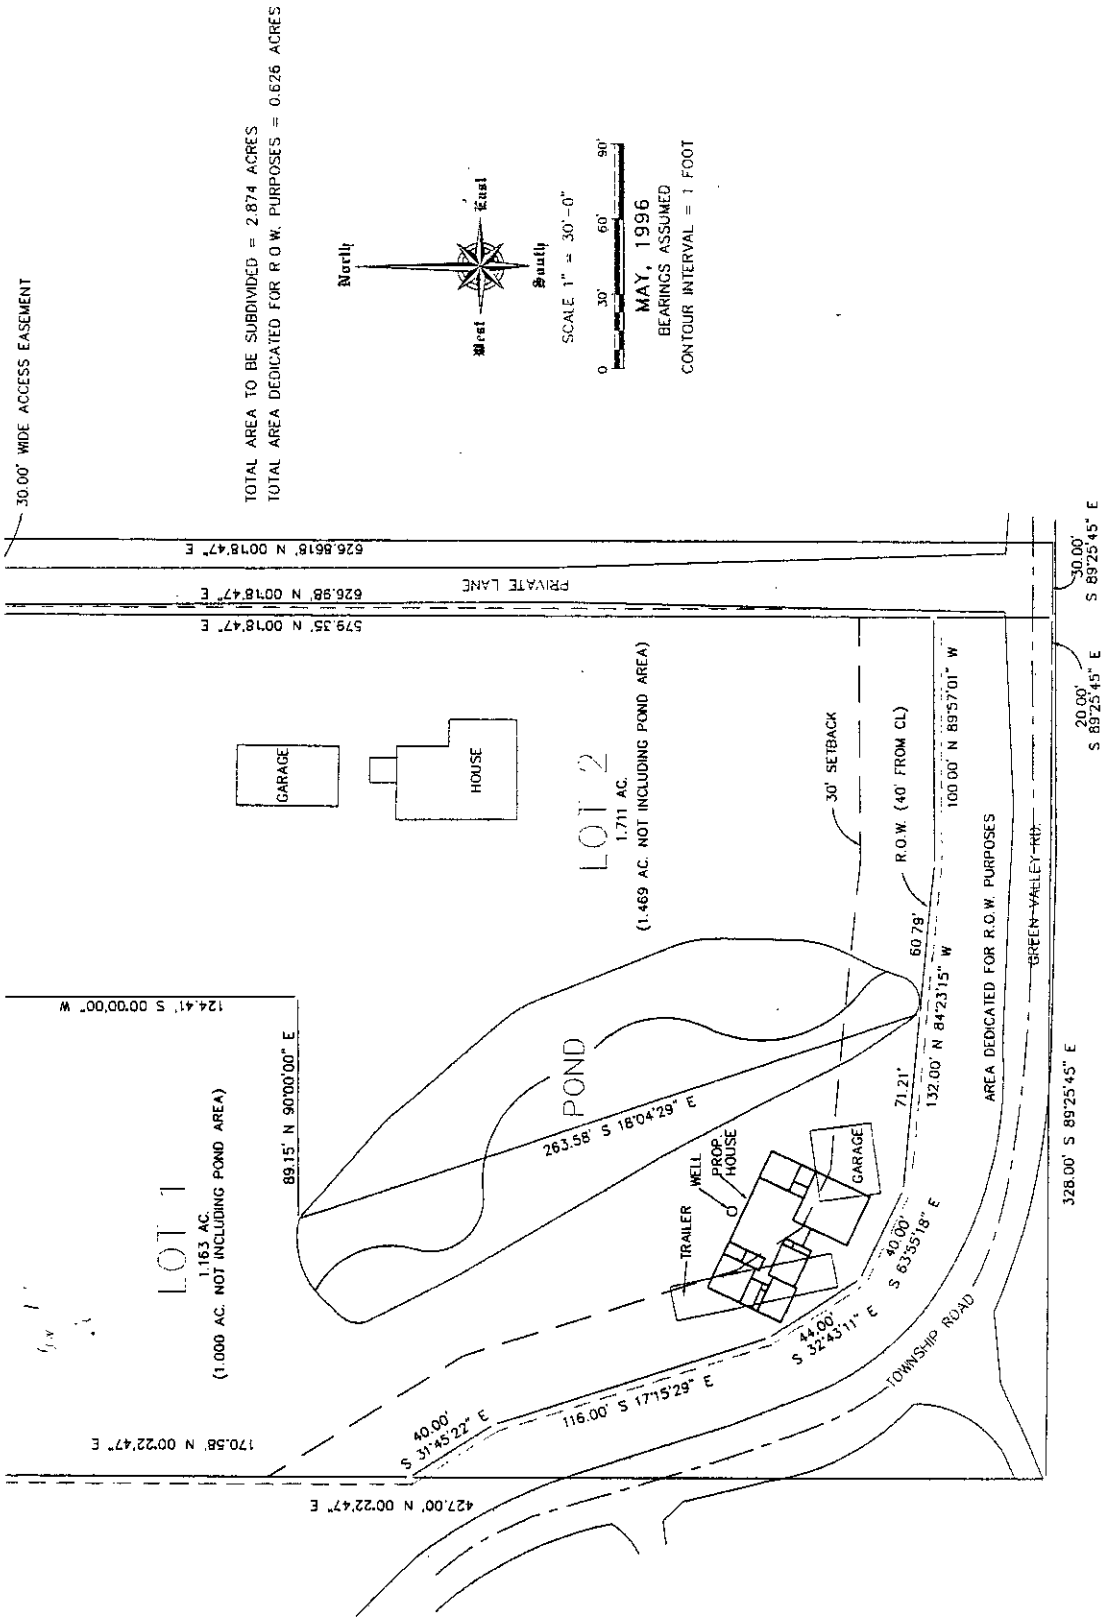 30.00' WIDE ACCESS EASEMENT
TOTAL AREA TO BE SUBDIVIDED = 2.874 ACRES
TOTAL AREA DEDICATED FOR R.O.W. PURPOSES = 0.626 ACRES
North
West
East
South
SCALE 1" = 30'-0"
0 30' 60' 90'
MAY, 1996
BEARINGS ASSUMED
CONTOUR INTERVAL = 1 FOOT
626.8618' N 00°18'47" E
626.98' N 00°18'47" E
579.35' N 00°18'47" E
PRIVATE LANE
GARAGE
HOUSE
LOT 2
1.711 AC.
(1.469 AC. NOT INCLUDING POND AREA)
30' SETBACK
R.O.W. (40' FROM CL)
100.00' N 89°57'01" W
60.79'
132.00' N 84°23'15" W
71.21'
AREA DEDICATED FOR R.O.W. PURPOSES
GREEN VALLEY RD.
30.00'
S 89°25'45" E
20.00'
S 89°25'45" E
328.00' S 89°25'45" E
124.41' S 00°00'00" W
89.15' N 90°00'00" E
LOT 1
1.163 AC.
(1.000 AC. NOT INCLUDING POND AREA)
POND
263.58' S 18°04'29" E
WELL
PROP.
HOUSE
TRAILER
GARAGE
40.00'
S 63°55'18" E
44.00'
S 32°43'11" E
116.00' S 17°15'29" E
40.00'
S 31°45'22" E
170.58' N 00°22'47" E
427.00' N 00°22'47" E
TOWNSHIP ROAD